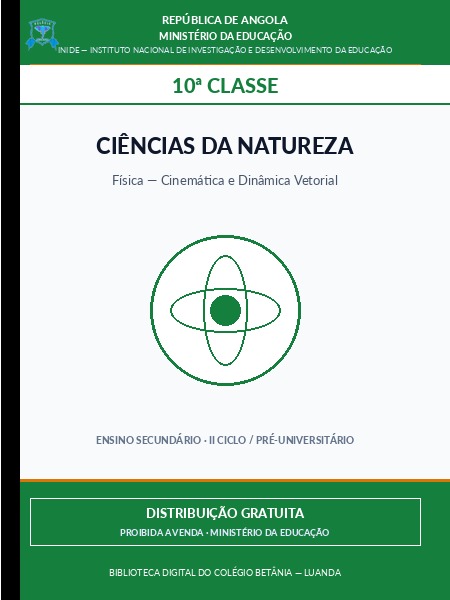 REPÚBLICA DE ANGOLA
MINISTÉRIO DA EDUCAÇÃO
INIDE — INSTITUTO NACIONAL DE INVESTIGAÇÃO E DESENVOLVIMENTO DA EDUCAÇÃO
10ª CLASSE
CIÊNCIAS DA NATUREZA
Física — Cinemática e Dinâmica Vetorial
ENSINO SECUNDÁRIO · II CICLO / PRÉ-UNIVERSITÁRIO
DISTRIBUIÇÃO GRATUITA
PROIBIDA A VENDA · MINISTÉRIO DA EDUCAÇÃO
BIBLIOTECA DIGITAL DO COLÉGIO BETÂNIA — LUANDA